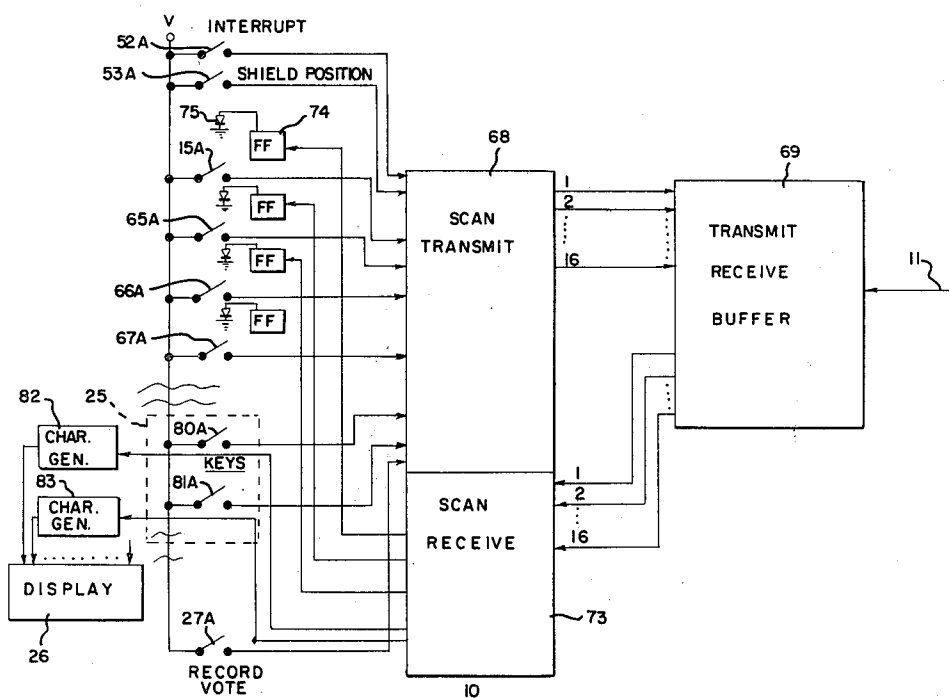 V
INTERRUPT
52A
53A
SHIELD POSITION
75
74
FF
15A
FF
65A
FF
66A
FF
67A
68
SCAN
TRANSMIT
1
2
16
69
TRANSMIT
RECEIVE
BUFFER
11
82
CHAR.
GEN.
25
80A
KEYS
83
CHAR.
GEN.
81A
DISPLAY
26
27A
RECORD
VOTE
SCAN
RECEIVE
1
2
16
73
10